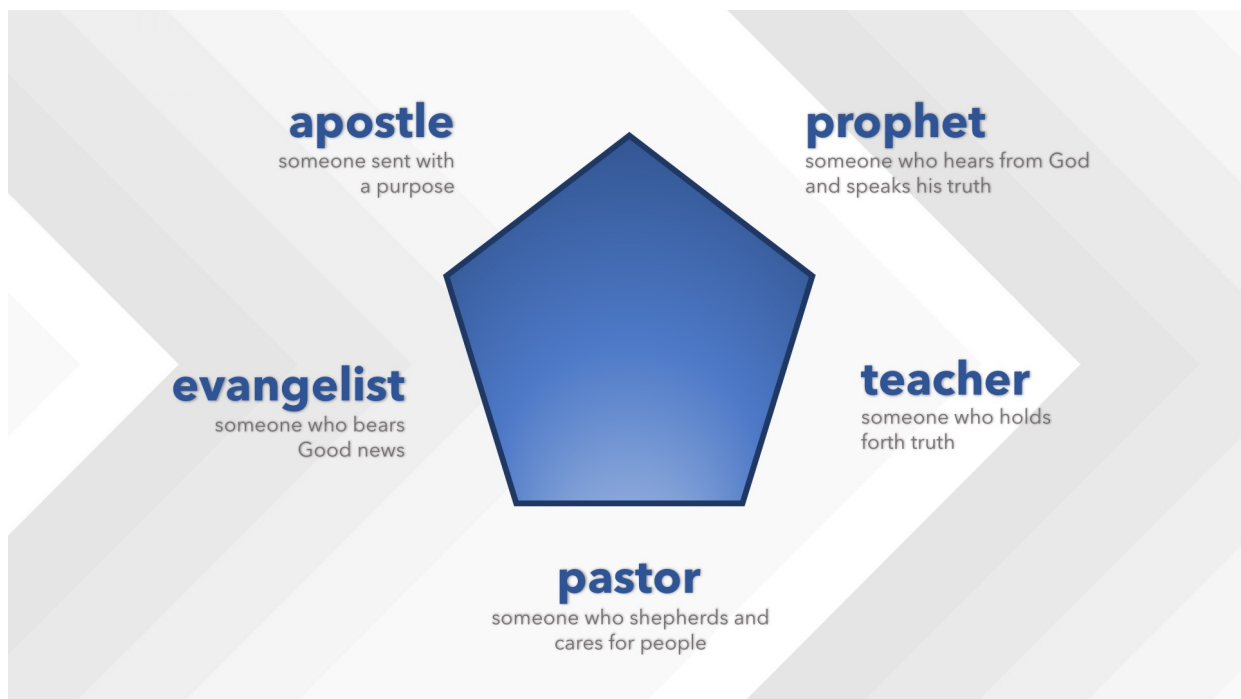 apostle
someone sent with
a purpose
prophet
someone who hears from God
and speaks his truth
evangelist
someone who bears
Good news
teacher
someone who holds
forth truth
pastor
someone who shepherds and
cares for people